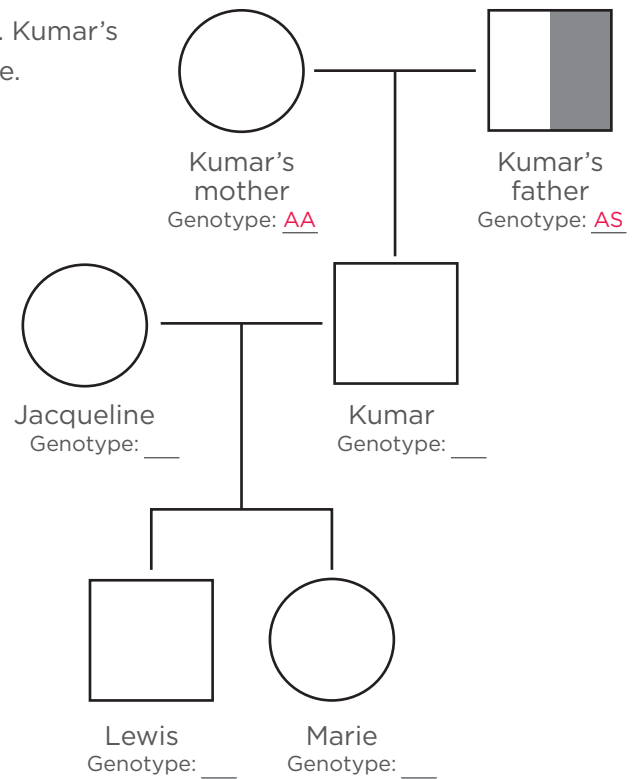 . Kumar's
e.
Kumar's
mother
Genotype: AA
Kumar's
father
Genotype: AS
Jacqueline
Genotype: ___
Kumar
Genotype: ___
Lewis
Genotype: ___
Marie
Genotype: ___